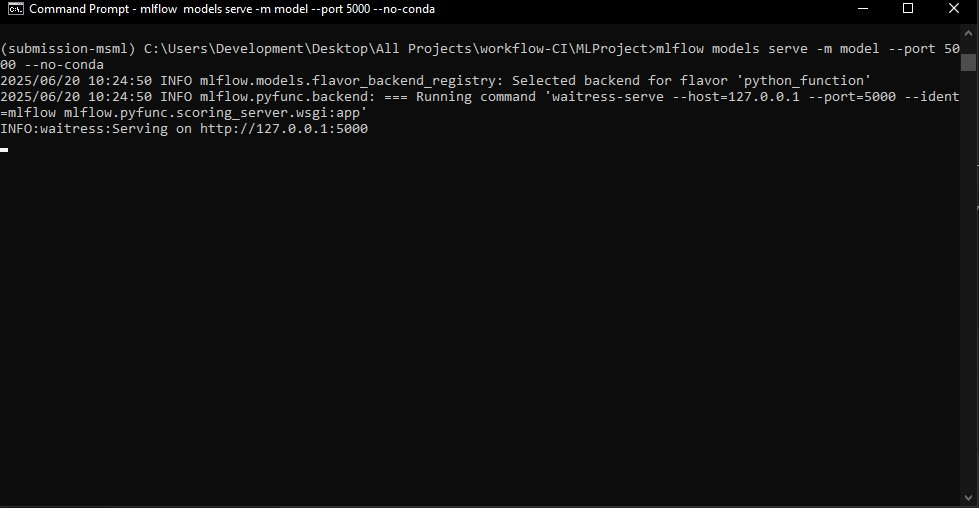 Command Prompt - mlflow  models serve -m model --port 5000 --no-conda
(submission-msml) C:\Users\Development\Desktop\All Projects\workflow-CI\MLProject>mlflow models serve -m model --port 50
00 --no-conda
2025/06/20 10:24:50 INFO mlflow.models.flavor_backend_registry: Selected backend for flavor 'python_function'
2025/06/20 10:24:50 INFO mlflow.pyfunc.backend: === Running command 'waitress-serve --host=127.0.0.1 --port=5000 --ident
=mlflow mlflow.pyfunc.scoring_server.wsgi:app'
INFO:waitress:Serving on http://127.0.0.1:5000